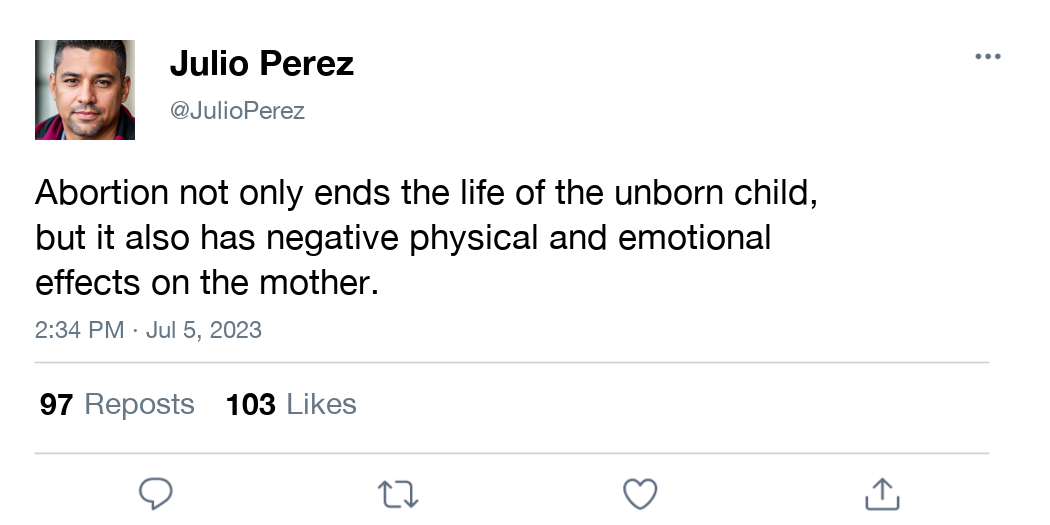 Julio Perez
@JulioPerez
Abortion not only ends the life of the unborn child,
but it also has negative physical and emotional
effects on the mother.
2:34 PM · Jul 5, 2023
97 Reposts 103 Likes